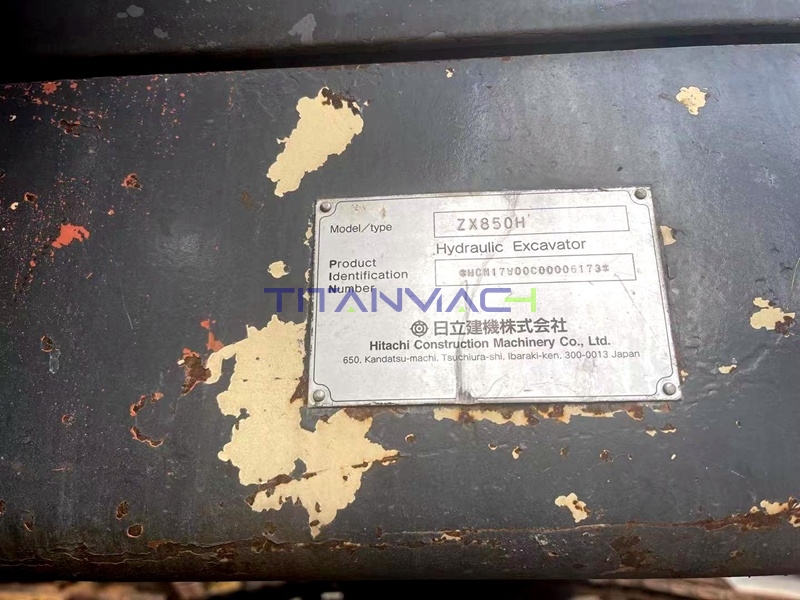 Model/type ZX850H
Hydraulic Excavator
Product
Identification
Number
*HCM17W00C00006173*
TITANMACH
日立建機株式会社
Hitachi Construction Machinery Co., Ltd.
650, Kandatsu-machi, Tsuchiura-shi, Ibaraki-ken, 300-0013 Japan